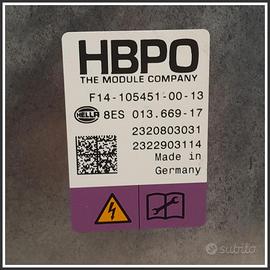 HBPO
THE MODULE COMPANY
F14-105451-00-13
HELLA 8ES 013.669-17
2320803031
2322903114
Made in
Germany
subito